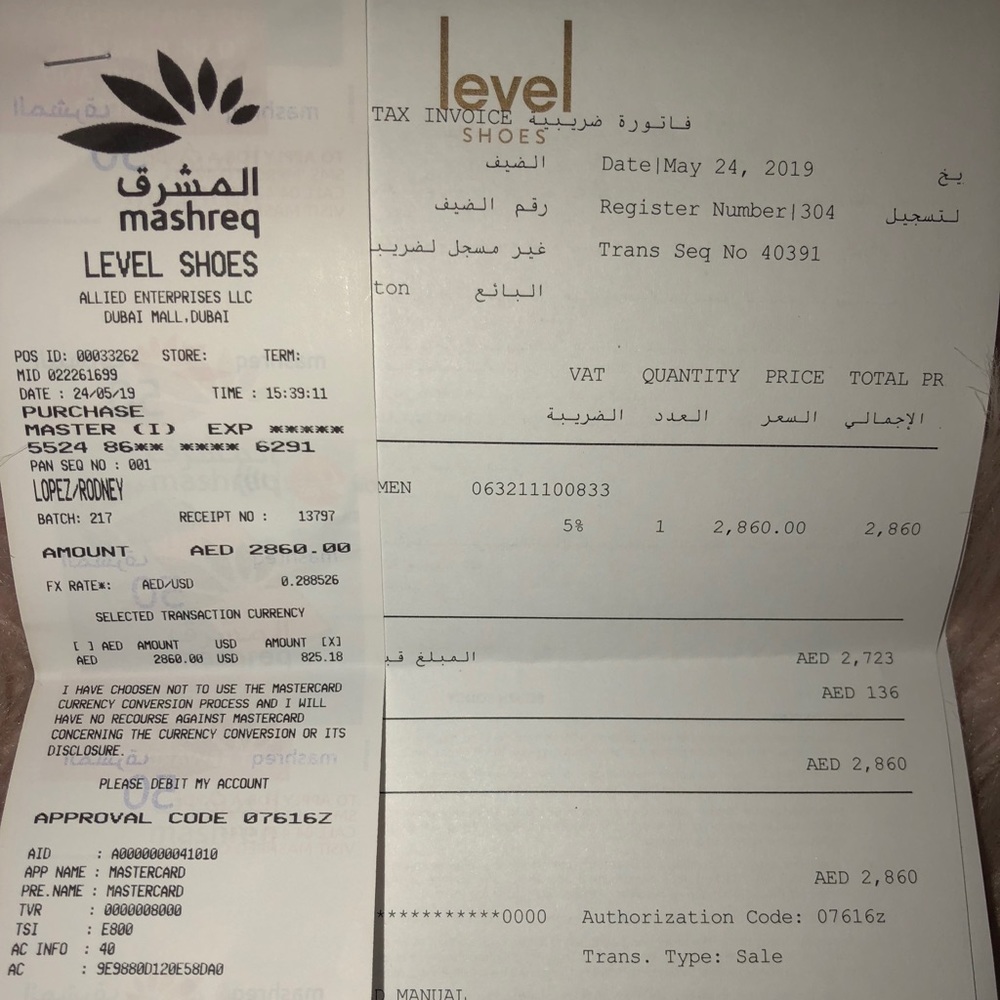 المشرق
mashreq
LEVEL SHOES
ALLIED ENTERPRISES LLC
DUBAI MALL,DUBAI
POS ID: 00033262 STORE: TERM:
MID 022261699
DATE : 24/05/19 TIME : 15:39:11
PURCHASE
MASTER (I) EXP *****
5524 86** **** 6291
PAN SEQ NO : 001
LOPEZ/RODNEY
BATCH: 217 RECEIPT NO : 13797
AMOUNT AED 2860.00
FX RATE*: AED/USD 0.288526
SELECTED TRANSACTION CURRENCY
[ ] AED AMOUNT USD AMOUNT [X]
AED 2860.00 USD 825.18
I HAVE CHOOSEN NOT TO USE THE MASTERCARD
CURRENCY CONVERSION PROCESS AND I WILL
HAVE NO RECOURSE AGAINST MASTERCARD
CONCERNING THE CURRENCY CONVERSION OR ITS
DISCLOSURE.
PLEASE DEBIT MY ACCOUNT
APPROVAL CODE 07616Z
AID : A0000000041010
APP NAME : MASTERCARD
PRE.NAME : MASTERCARD
TVR : 0000008000
TSI : E800
AC INFO : 40
AC : 9E9880D120E58DA0
level
TAX INVOICE فاتورة ضريبية
SHOES
الضيف Date|May 24, 2019 يخ
رقم الضيف Register Number|304 لتسجيل
غير مسجل لضريب Trans Seq No 40391
ton البائع
VAT QUANTITY PRICE TOTAL PR
الضريبة العدد السعر الإجمالي
MEN 063211100833
5% 1 2,860.00 2,860
المبلغ قب AED 2,723
AED 136
AED 2,860
AED 2,860
***********0000 Authorization Code: 07616z
Trans. Type: Sale
D MANUAL